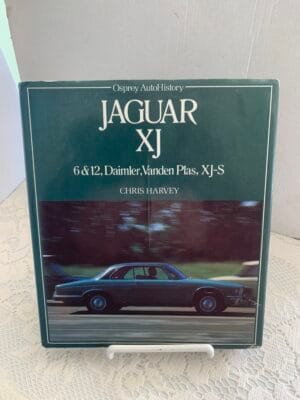 Osprey AutoHistory
JAGUAR
XJ
6 & 12, Daimler, Vanden Plas, XJ-S
CHRIS HARVEY